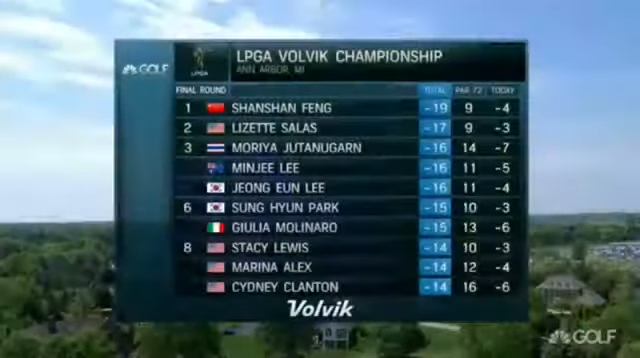 LPGA VOLVIK CHAMPIONSHIP
ANN ARBOR, MI
GOLF
LPGA
FINAL ROUND TOTAL PAR 72 TODAY
1 SHANSHAN FENG -19 9 -4
2 LIZETTE SALAS -17 9 -3
3 MORIYA JUTANUGARN -16 14 -7
MINJEE LEE -16 11 -5
JEONG EUN LEE -16 11 -4
6 SUNG HYUN PARK -15 10 -3
GIULIA MOLINARO -15 13 -6
8 STACY LEWIS -14 10 -3
MARINA ALEX -14 12 -4
CYDNEY CLANTON -14 16 -6
Volvik
GOLF